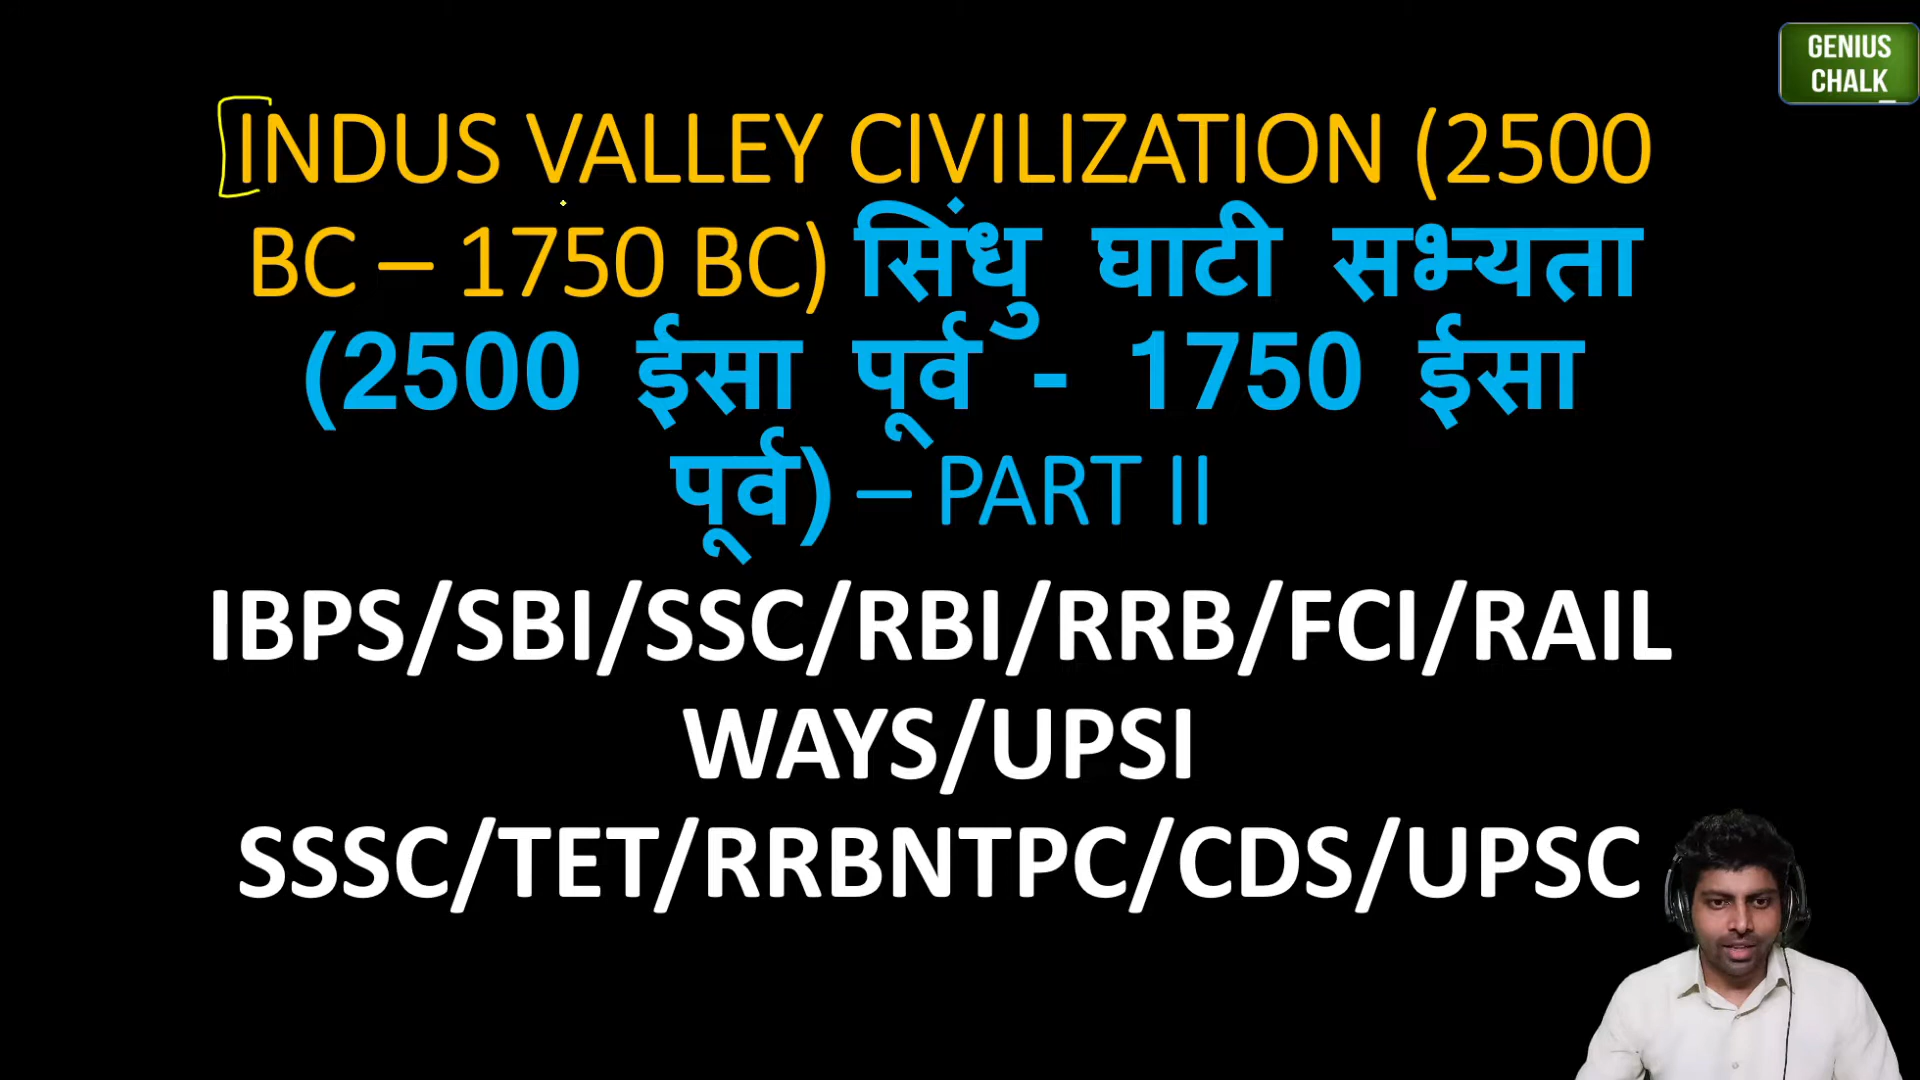 GENIUS
CHALK
INDUS VALLEY CIVILIZATION (2500
BC – 1750 BC) सिंधु घाटी सभ्यता
(2500 ईसा पूर्व - 1750 ईसा
पूर्व) – PART II
IBPS/SBI/SSC/RBI/RRB/FCI/RAIL
WAYS/UPSI
SSSC/TET/RRBNTPC/CDS/UPSC